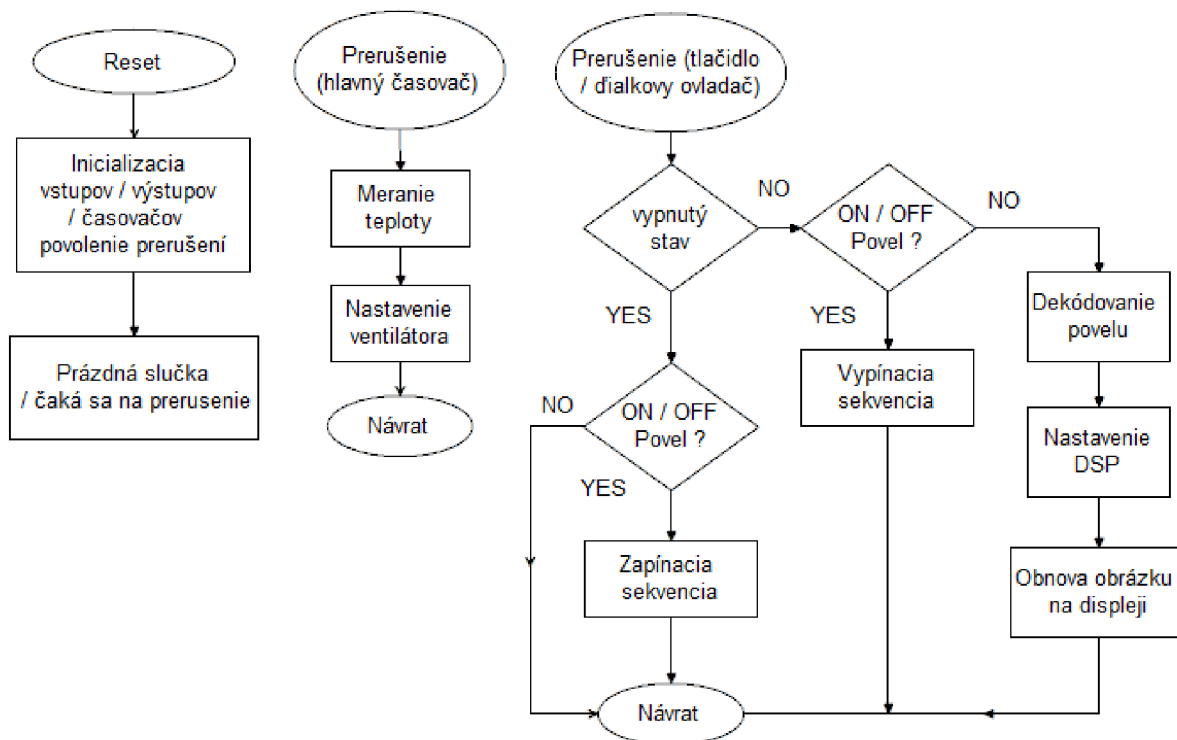 Reset
Inicializacia
vstupov / výstupov
/ časovačov
povolenie prerušení
Prázdná slučka
/ čaká sa na prerusenie
Prerušenie
(hlavný časovač)
Meranie
teploty
Nastavenie
ventilátora
Návrat
Prerušenie (tlačidlo
/ ďialkovy ovladač)
vypnutý
stav
NO
ON / OFF
Povel ?
NO
YES
YES
Dekódovanie
povelu
Vypínacia
sekvencia
NO
ON / OFF
Povel ?
YES
Nastavenie
DSP
Zapínacia
sekvencia
Obnova obrázku
na displeji
Návrat